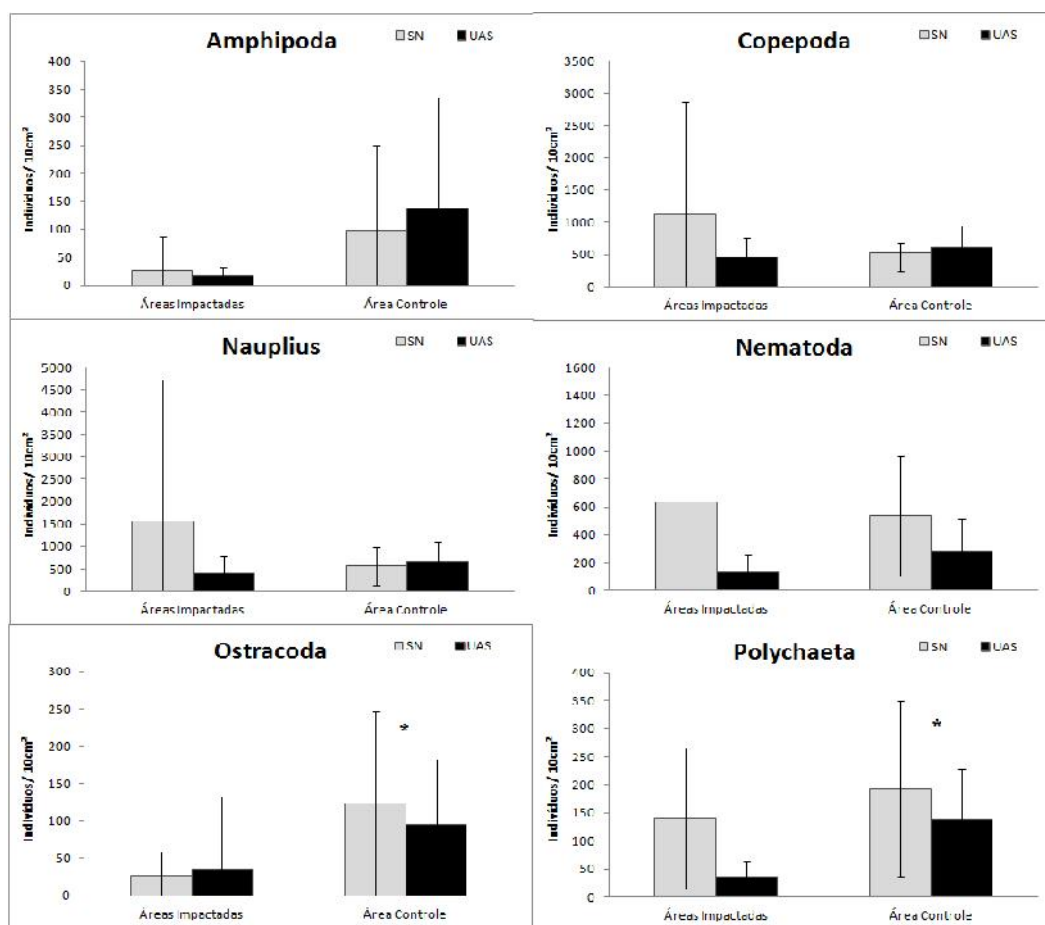 Amphipoda
SN UAS
Indivíduos/ 10cm²
400
350
300
250
200
150
100
50
0
Áreas Impactadas Área Controle
Copepoda
SN UAS
Indivíduos/ 10cm²
3500
3000
2500
2000
1500
1000
500
0
Áreas Impactadas Área Controle
Nauplius
SN UAS
Indivíduos/ 10cm²
5000
4500
4000
3500
3000
2500
2000
1500
1000
500
0
Áreas Impactadas Área Controle
Nematoda
SN UAS
Indivíduos/ 10cm²
1600
1400
1200
1000
800
600
400
200
0
Áreas Impactadas Área Controle
Ostracoda
SN UAS
Indivíduos/ 10cm²
300
250
200
150
100
50
0
*
Áreas Impactadas Área Controle
Polychaeta
SN UAS
Indivíduos/ 10cm²
400
350
300
250
200
150
100
50
0
*
Áreas Impactadas Área Controle